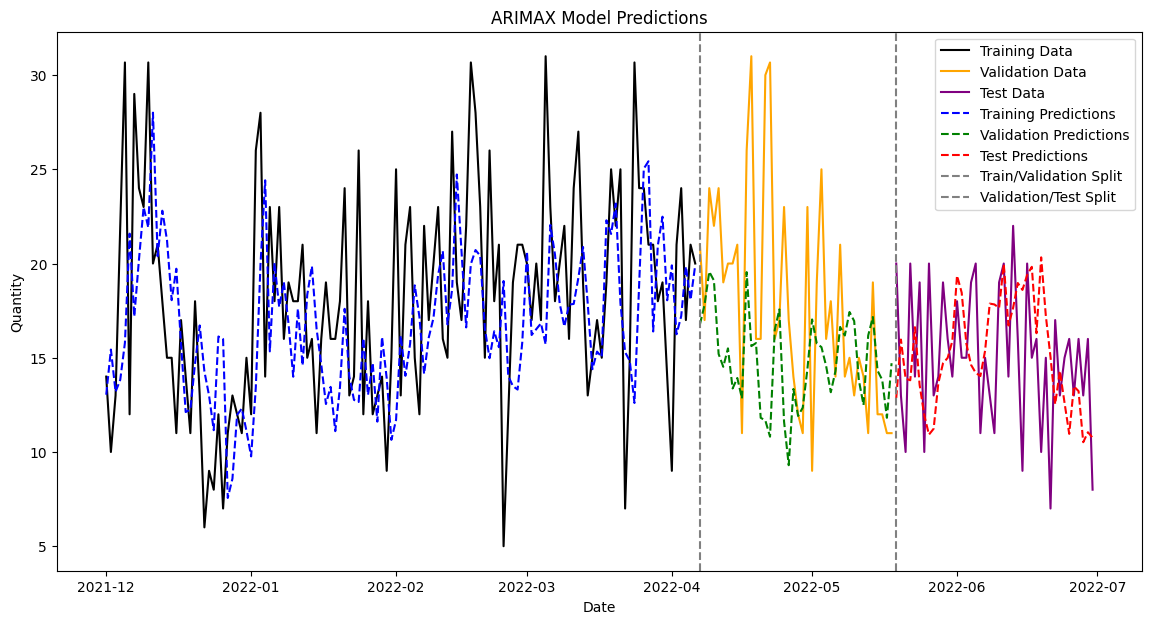 ARIMAX Model Predictions
Quantity
30
25
20
15
10
5
Training Data
Validation Data
Test Data
Training Predictions
Validation Predictions
Test Predictions
Train/Validation Split
Validation/Test Split
2021-12 2022-01 2022-02 2022-03 2022-04 2022-05 2022-06 2022-07
Date